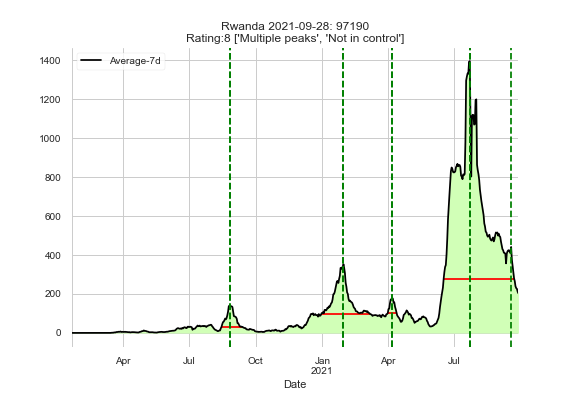 Rwanda 2021-09-28: 97190
Rating:8 ['Multiple peaks', 'Not in control']
Average-7d
1400
1200
1000
800
600
400
200
0
Apr
Jul
Oct
Jan
2021
Apr
Jul
Date